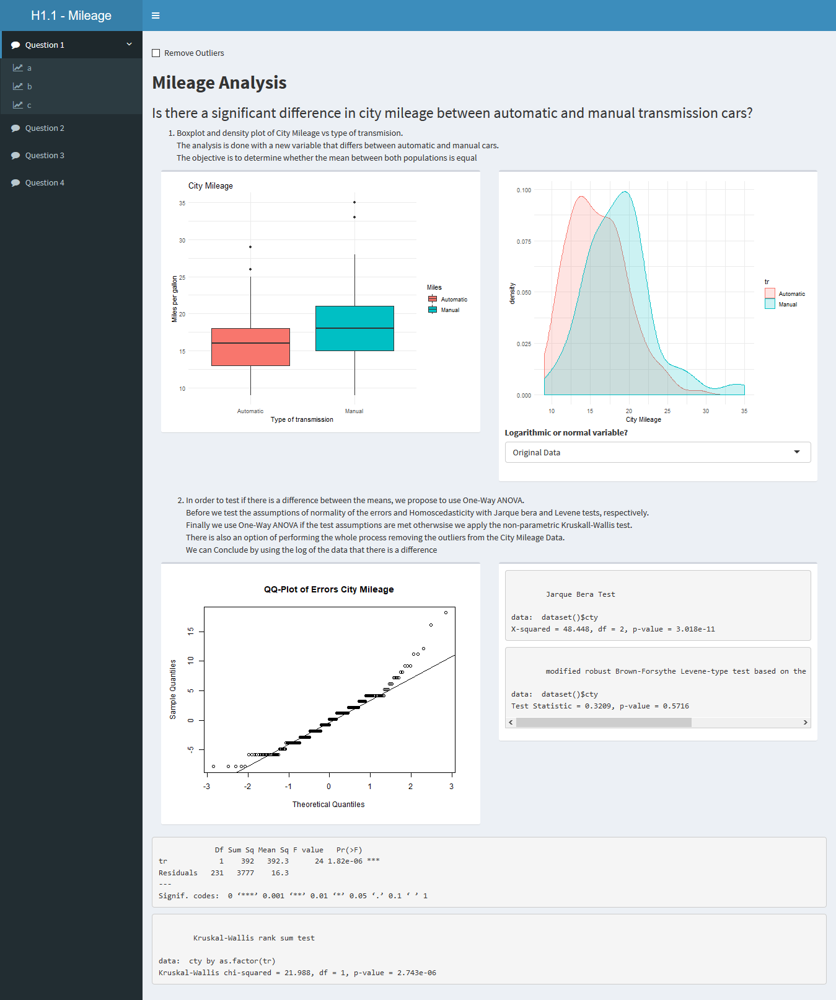 H1.1 - Mileage
Question 1
a
b
c
Question 2
Question 3
Question 4
Remove Outliers
Mileage Analysis
Is there a significant difference in city mileage between automatic and manual transmission cars?
1. Boxplot and density plot of City Mileage vs type of transmision.
The analysis is done with a new variable that differs between automatic and manual cars.
The objective is to determine whether the mean between both populations is equal
City Mileage
35
30
25
20
15
10
Miles per gallon
Automatic
Manual
Type of transmission
Miles
Automatic
Manual
0.100
0.075
0.050
0.025
0.000
density
10
15
20
25
30
35
City Mileage
tr
Automatic
Manual
Logarithmic or normal variable?
Original Data
2. In order to test if there is a difference between the means, we propose to use One-Way ANOVA.
Before we test the assumptions of normality of the errors and Homoscedasticity with Jarque bera and Levene tests, respectively.
Finally we use One-Way ANOVA if the test assumptions are met otherwsise we apply the non-parametric Kruskall-Wallis test.
There is also an option of performing the whole process removing the outliers from the City Mileage Data.
We can Conclude by using the log of the data that there is a difference
QQ-Plot of Errors City Mileage
15
10
5
0
-5
Sample Quantiles
-3
-2
-1
0
1
2
3
Theoretical Quantiles
Jarque Bera Test
data:  dataset()$cty
X-squared = 48.448, df = 2, p-value = 3.018e-11
modified robust Brown-Forsythe Levene-type test based on the
data:  dataset()$cty
Test Statistic = 0.3209, p-value = 0.5716
Df Sum Sq Mean Sq F value   Pr(>F)
tr            1    392   392.3      24 1.82e-06 ***
Residuals   231   3777    16.3
---
Signif. codes:  0 ‘***’ 0.001 ‘**’ 0.01 ‘*’ 0.05 ‘.’ 0.1 ‘ ’ 1
Kruskal-Wallis rank sum test
data:  cty by as.factor(tr)
Kruskal-Wallis chi-squared = 21.988, df = 1, p-value = 2.743e-06